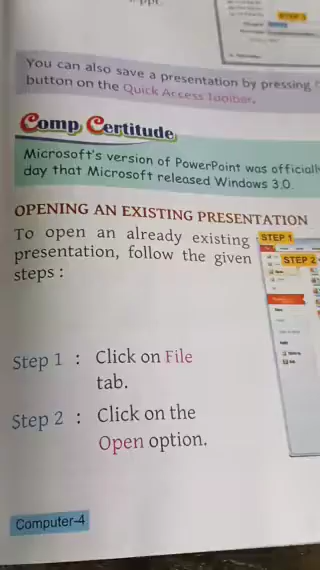 STEP 3
You can also save a presentation by pressing
button on the Quick Access Toolbar.
Comp Certitude
Microsoft's version of PowerPoint was officially
day that Microsoft released Windows 3.0.
OPENING AN EXISTING PRESENTATION
To open an already existing
presentation, follow the given
steps :
STEP 1
STEP 2
Step 1 : Click on File
tab.
Step 2 : Click on the
Open option.
Computer-4